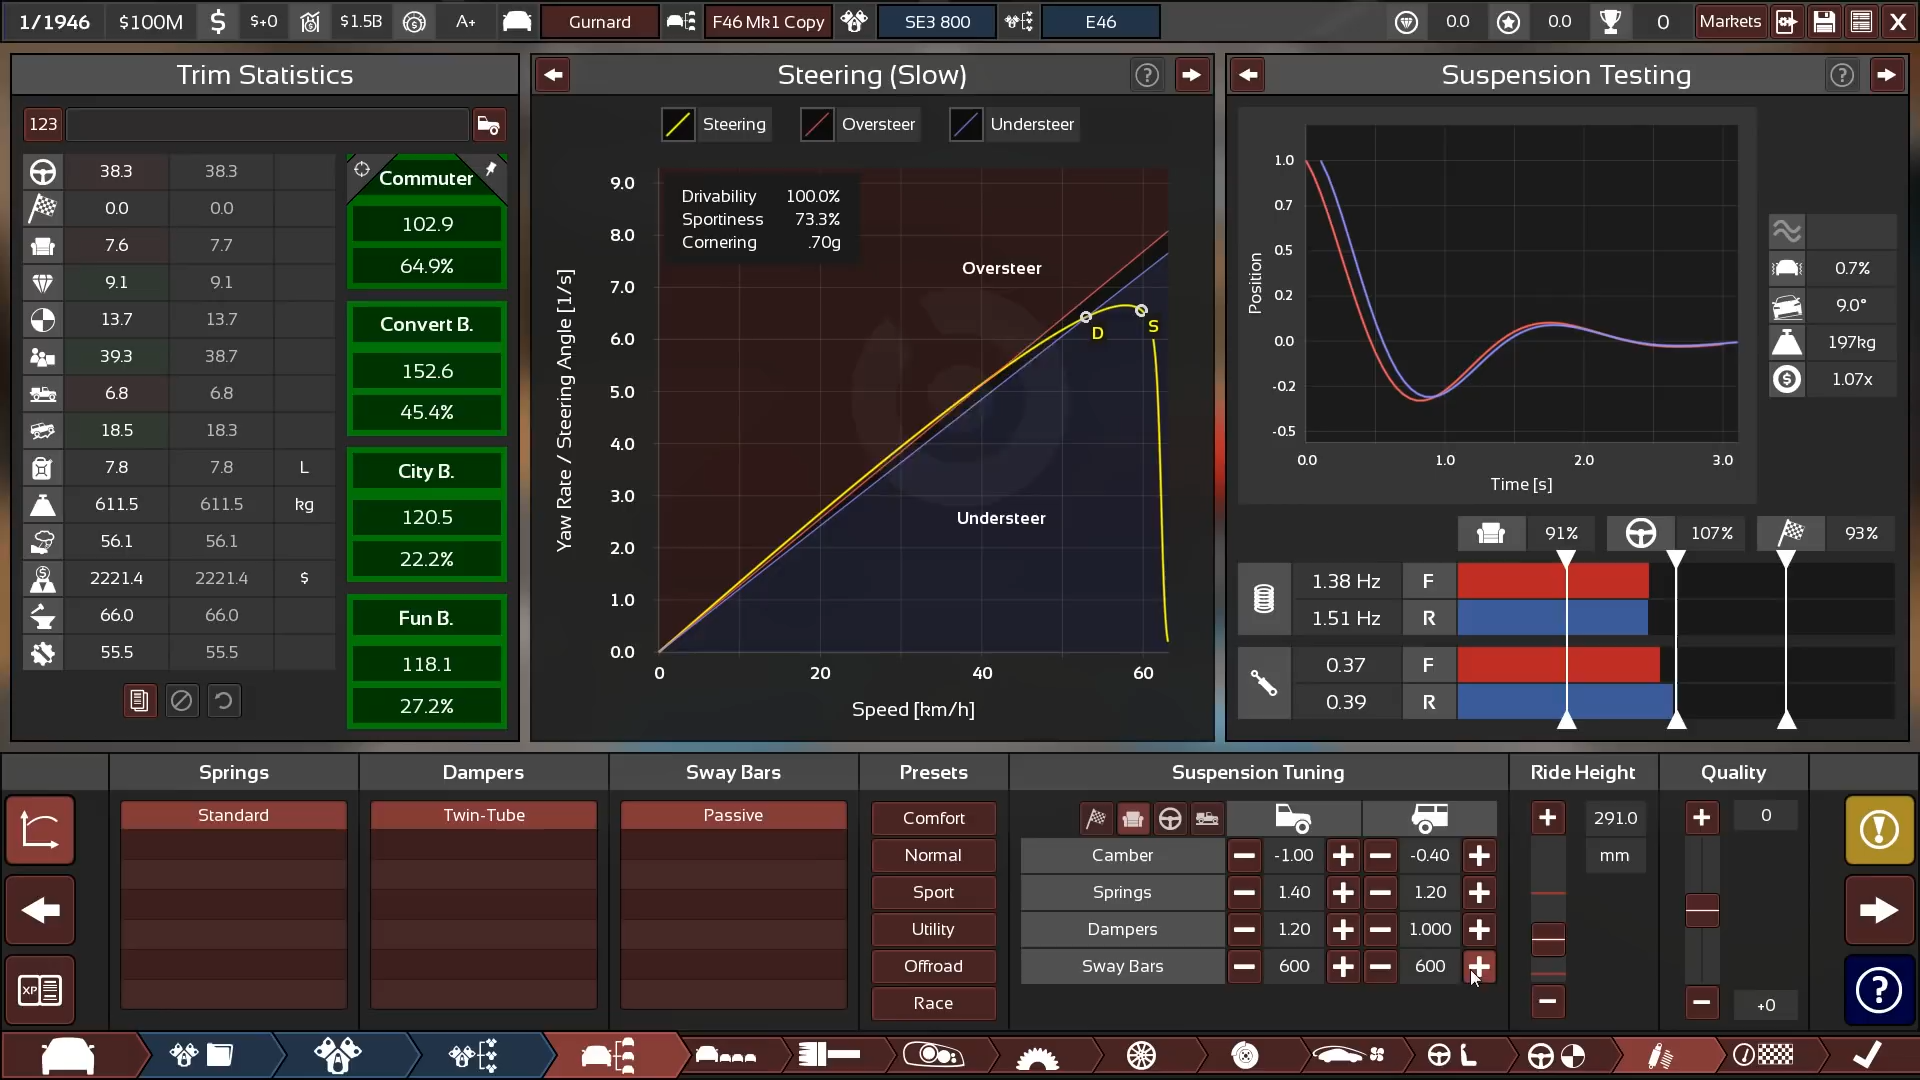 1/1946 $100M $+0 $1.5B A+ Gurnard F46 Mk1 Copy SE3 800 E46 0.0 0.0 0 Markets X
Trim Statistics
123
38.3 38.3
0.0 0.0
7.6 7.7
9.1 9.1
13.7 13.7
39.3 38.7
6.8 6.8
18.5 18.3
7.8 7.8 L
611.5 611.5 kg
56.1 56.1
2221.4 2221.4 $
66.0 66.0
55.5 55.5
Commuter
102.9
64.9%
Convert B.
152.6
45.4%
City B.
120.5
22.2%
Fun B.
118.1
27.2%
Steering (Slow) ?
Steering Oversteer Understeer
Drivability 100.0%
Sportiness 73.3%
Cornering .70g
Yaw Rate / Steering Angle [1/s]
9.0
8.0
7.0
6.0
5.0
4.0
3.0
2.0
1.0
0.0
Oversteer
D S
Understeer
0 20 40 60
Speed [km/h]
Suspension Testing ?
Position
1.0
0.7
0.5
0.2
0.0
-0.2
-0.5
0.0 1.0 2.0 3.0
Time [s]
0.7%
9.0°
197kg
1.07x
91% 107% 93%
1.38 Hz F
1.51 Hz R
0.37 F
0.39 R
Springs
Standard
Dampers
Twin-Tube
Sway Bars
Passive
Presets
Comfort
Normal
Sport
Utility
Offroad
Race
Suspension Tuning
Camber -1.00 -0.40
Springs 1.40 1.20
Dampers 1.20 1.000
Sway Bars 600 600
Ride Height
291.0
mm
Quality
0
+0
XP
!
?